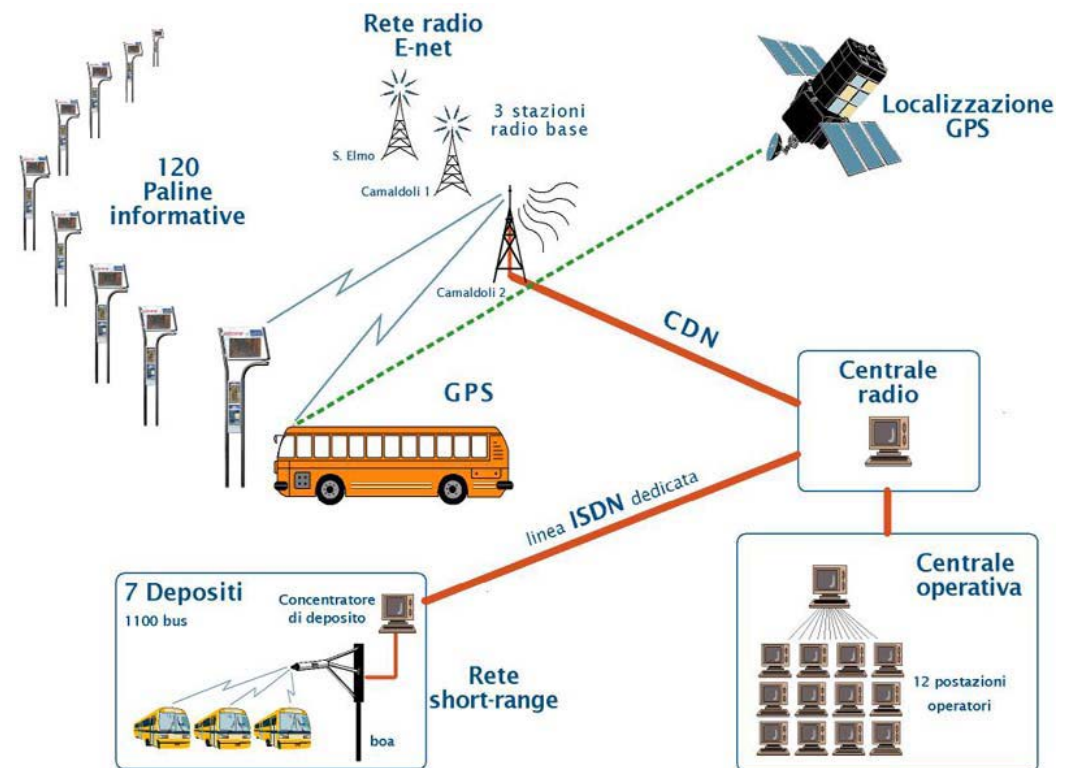 Rete radio
E-net
3 stazioni
radio base
S. Elmo
Camaldoli 1
Camaldoli 2
Localizzazione
GPS
120
Paline
informative
CDN
GPS
Centrale
radio
linea ISDN dedicata
7 Depositi
1100 bus
Concentratore
di deposito
Rete
short-range
boa
Centrale
operativa
12 postazioni
operatori